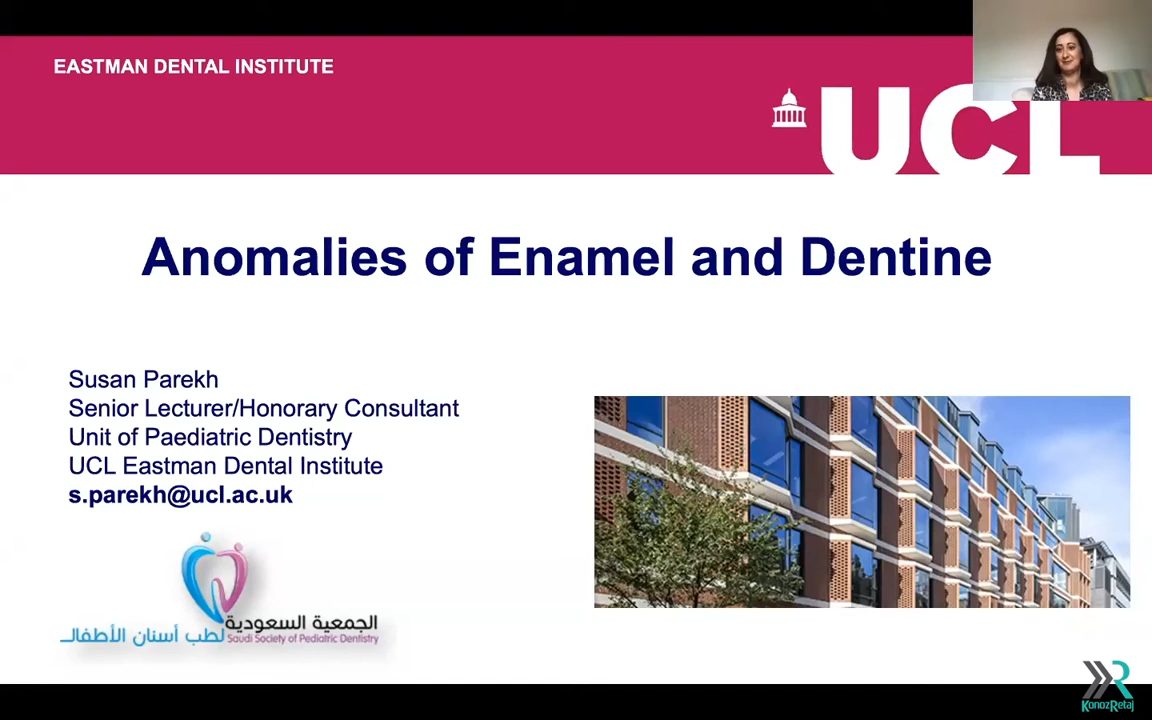 EASTMAN DENTAL INSTITUTE
UCL
Anomalies of Enamel and Dentine
Susan Parekh
Senior Lecturer/Honorary Consultant
Unit of Paediatric Dentistry
UCL Eastman Dental Institute
s.parekh@ucl.ac.uk
الجمعية السعودية
لطب أسنان الأطفال
Saudi Society of Pediatric Dentistry
KonozRetaj